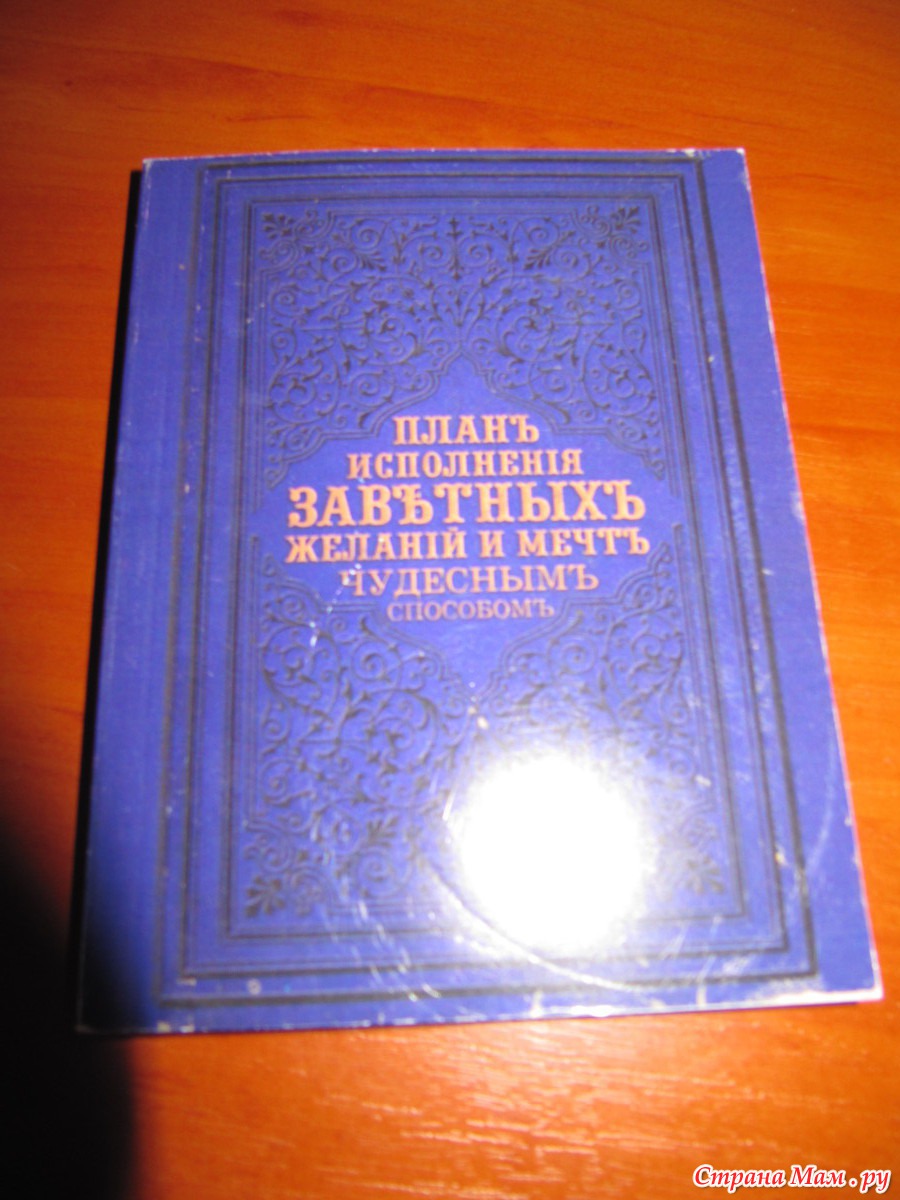 ПЛАНЪ
ИСПОЛНЕНІЯ
ЗАВѢТНЫХЪ
ЖЕЛАНІЙ И МЕЧТЪ
ЧУДЕСНЫМЪ
СПОСОБОМЪ
Страна Мам.ру